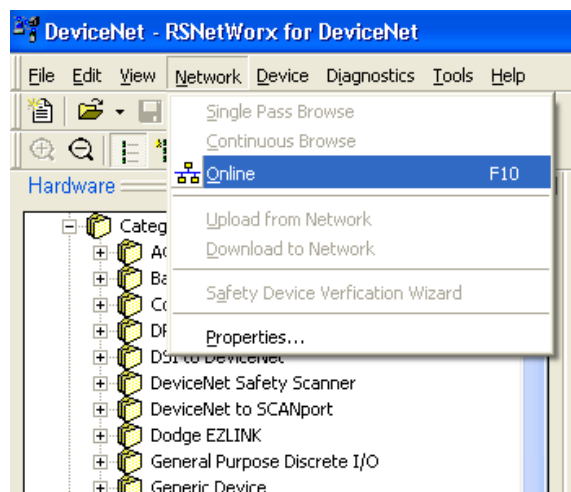 DeviceNet - RSNetWorx for DeviceNet
File Edit View Network Device Diagnostics Tools Help
Single Pass Browse
Continuous Browse
Online F10
Upload from Network
Download to Network
Safety Device Verfication Wizard
Properties...
Hardware
Categ
Ba
DSI to DeviceNet
DeviceNet Safety Scanner
DeviceNet to SCANport
Dodge EZLINK
General Purpose Discrete I/O
Generic Device